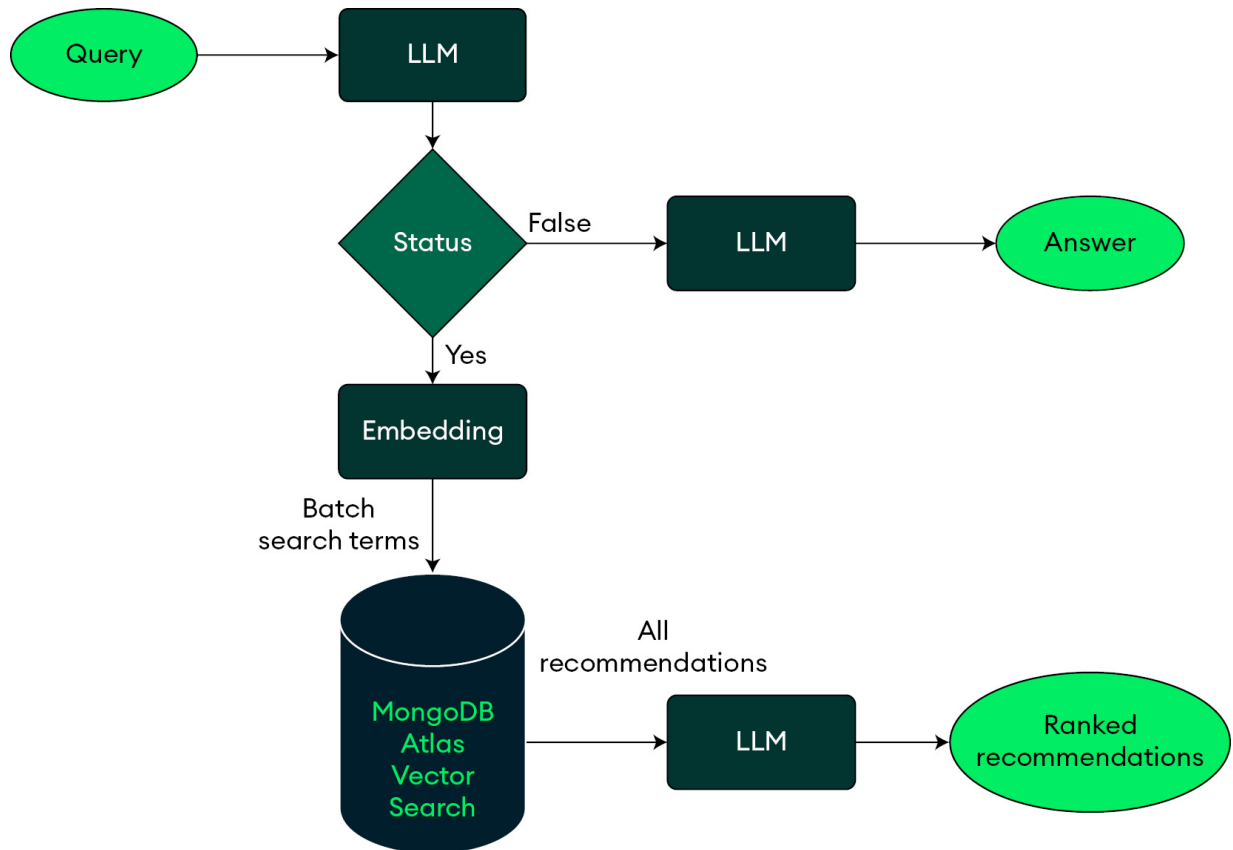 Query
LLM
Status
False
LLM
Answer
Yes
Embedding
Batch
search terms
All
recommendations
MongoDB
Atlas
Vector
Search
LLM
Ranked
recommendations